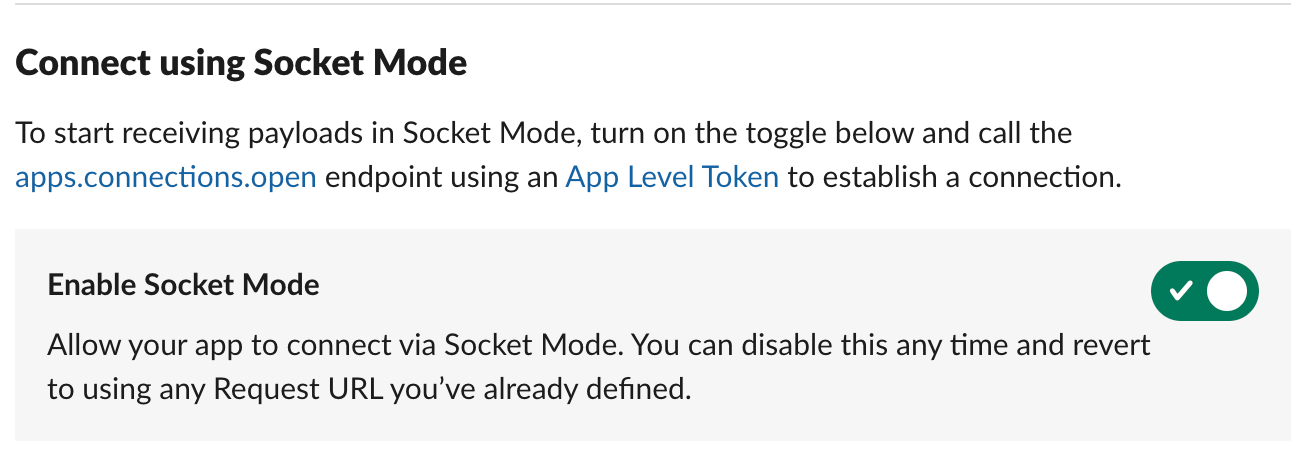 Connect using Socket Mode
To start receiving payloads in Socket Mode, turn on the toggle below and call the
apps.connections.open endpoint using an App Level Token to establish a connection.
Enable Socket Mode
Allow your app to connect via Socket Mode. You can disable this any time and revert
to using any Request URL you’ve already defined.